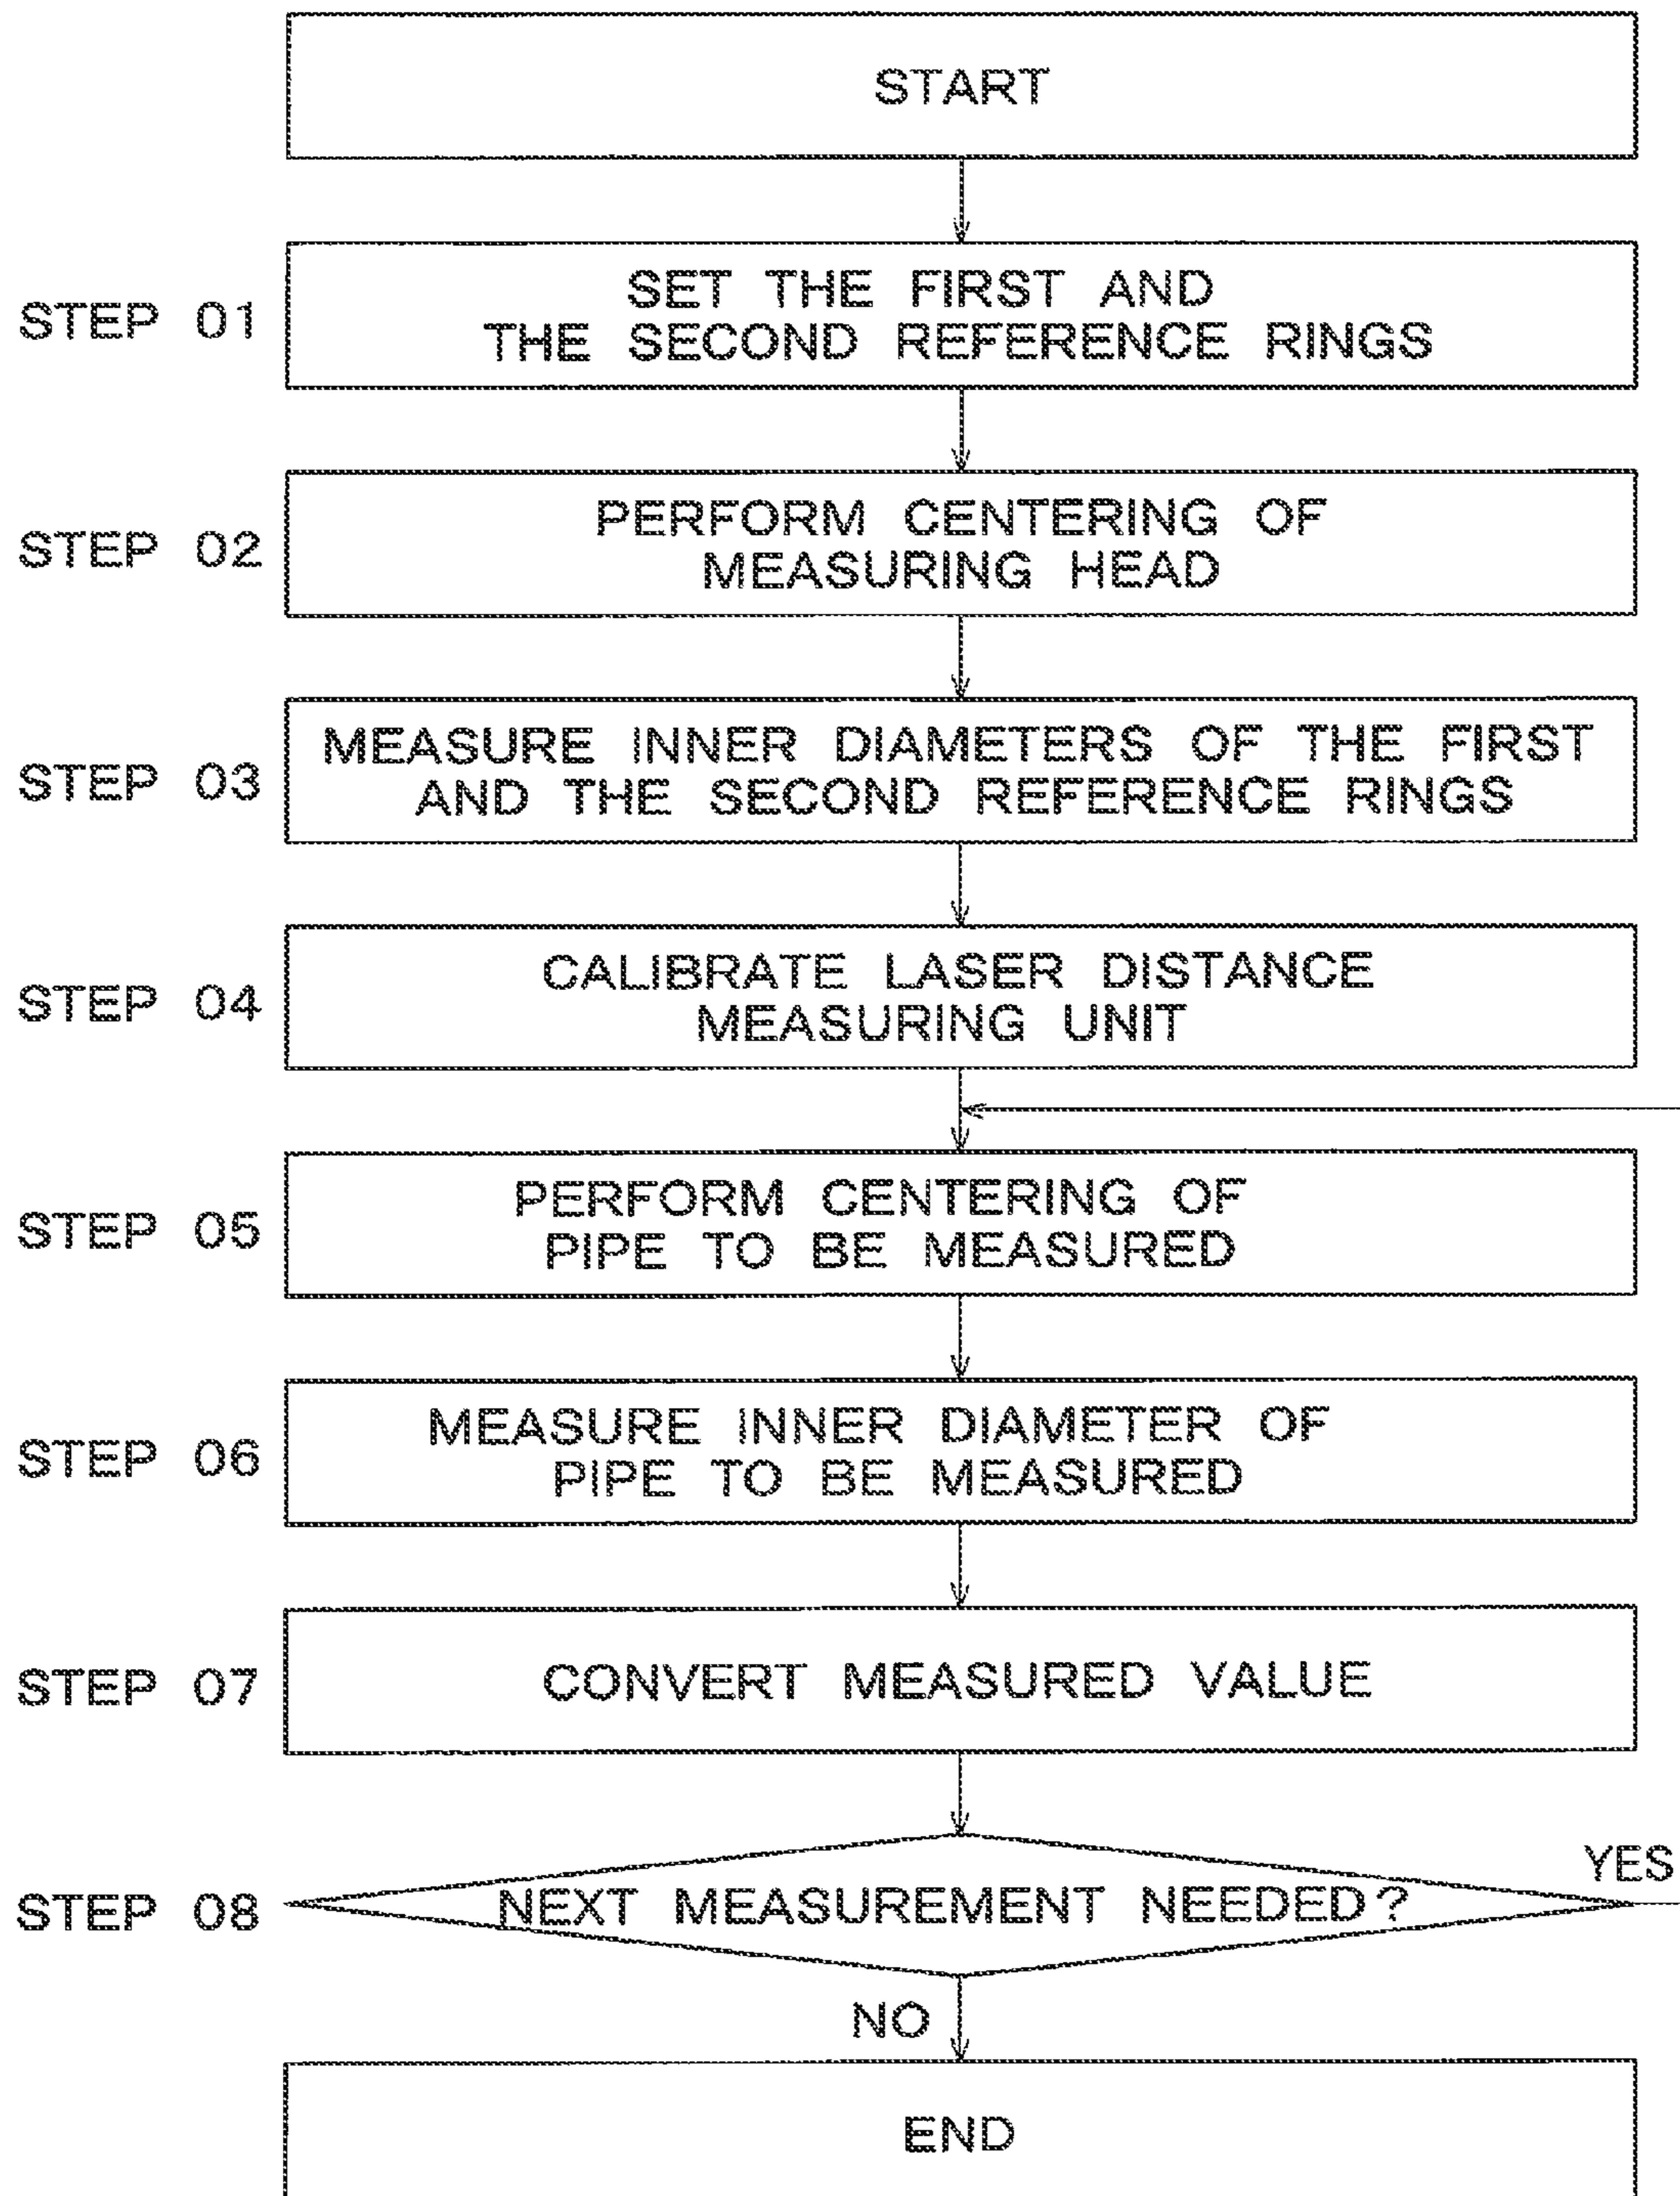 START
STEP 01
SET THE FIRST AND
THE SECOND REFERENCE RINGS
STEP 02
PERFORM CENTERING OF
MEASURING HEAD
STEP 03
MEASURE INNER DIAMETERS OF THE FIRST
AND THE SECOND REFERENCE RINGS
STEP 04
CALIBRATE LASER DISTANCE
MEASURING UNIT
STEP 05
PERFORM CENTERING OF
PIPE TO BE MEASURED
STEP 06
MEASURE INNER DIAMETER OF
PIPE TO BE MEASURED
STEP 07
CONVERT MEASURED VALUE
STEP 08
NEXT MEASUREMENT NEEDED?
YES
NO
END